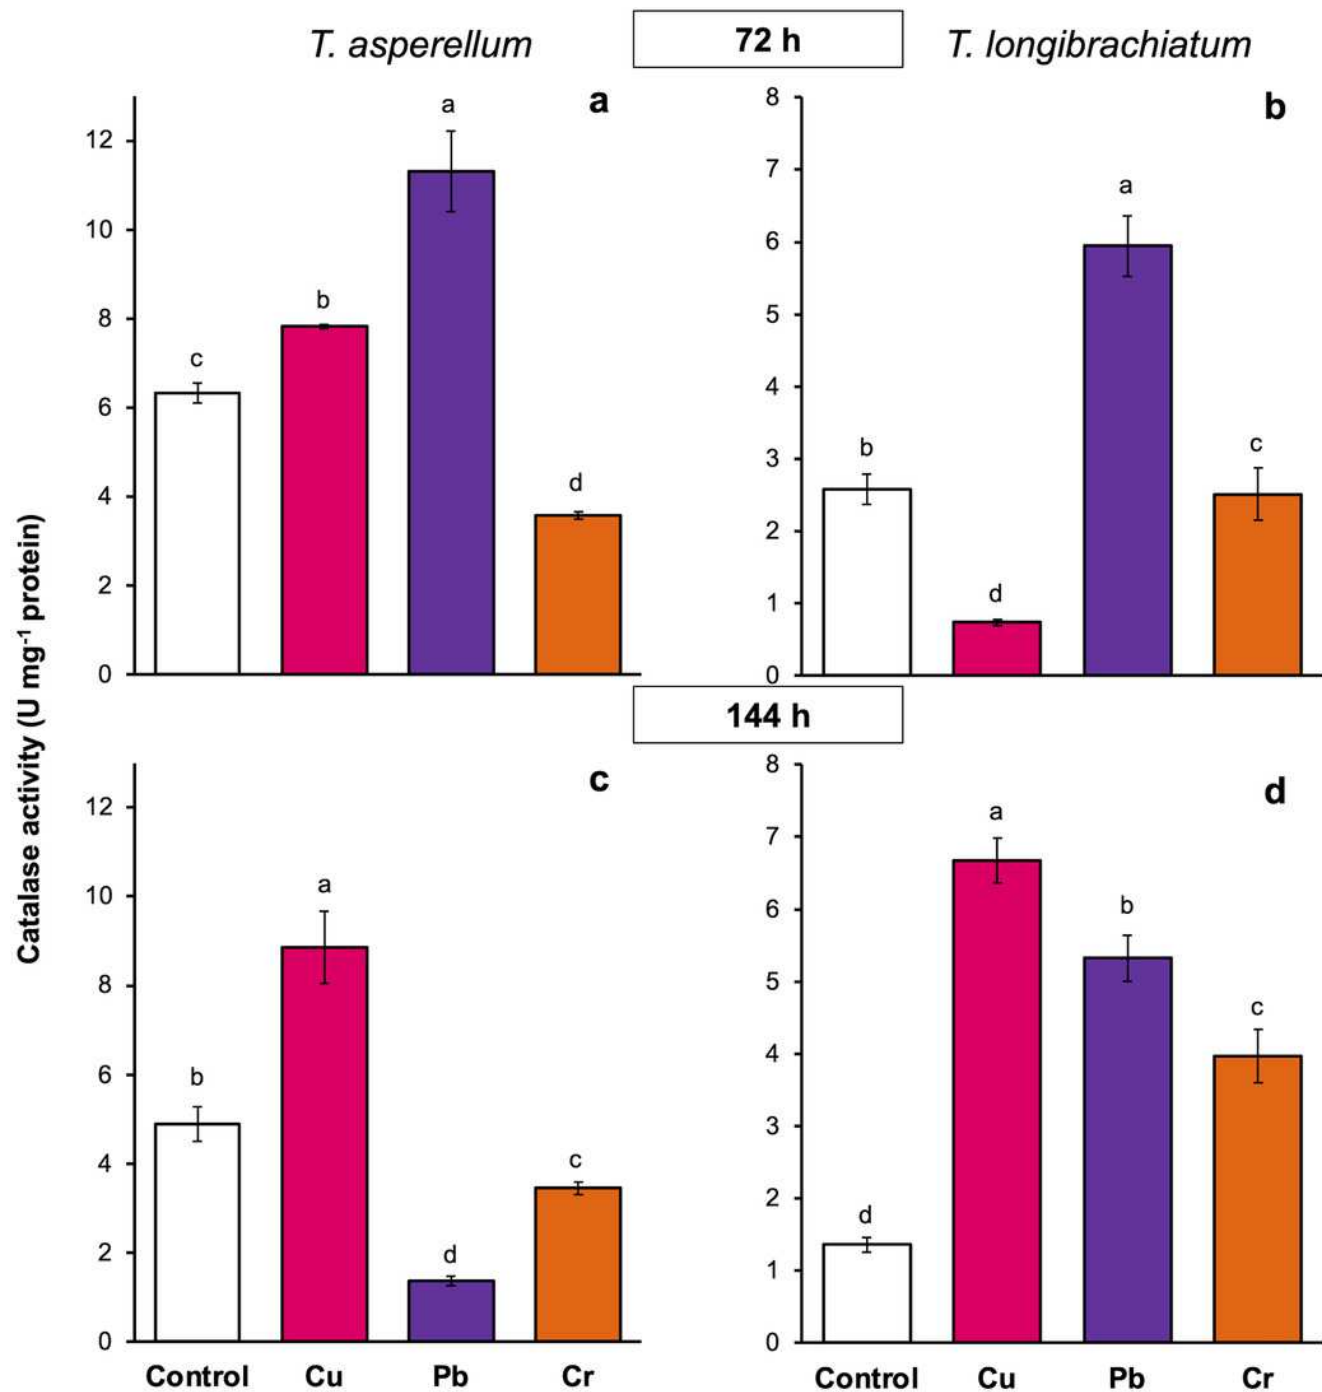 T. asperellum
72 h
T. longibrachiatum
a
b
12
10
8
6
4
2
0
c
b
a
d
8
7
6
5
4
3
2
1
0
b
d
a
c
Catalase activity (U mg⁻¹ protein)
144 h
c
d
12
10
8
6
4
2
0
b
a
d
c
Control Cu Pb Cr
8
7
6
5
4
3
2
1
0
d
a
b
c
Control Cu Pb Cr